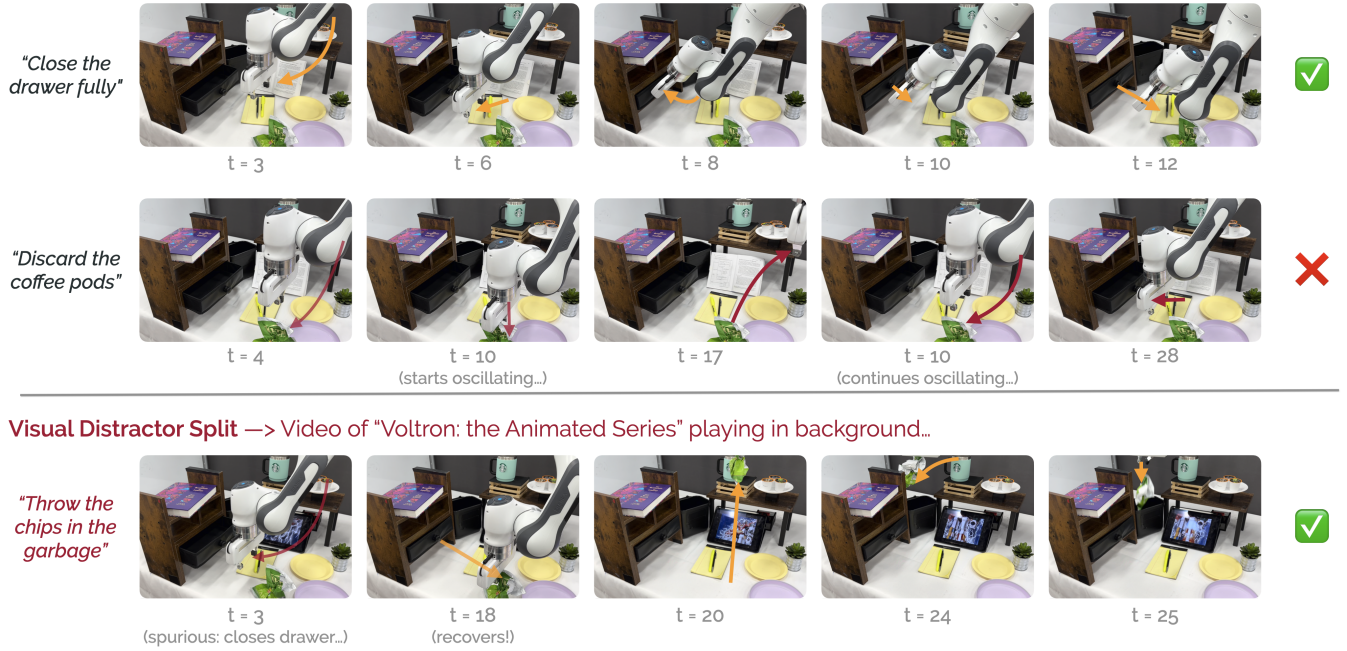 "Close the
drawer fully"
t = 3
t = 6
t = 8
t = 10
t = 12
"Discard the
coffee pods"
t = 4
t = 10
t = 17
t = 10
t = 28
(starts oscillating...)
(continues oscillating...)
Visual Distractor Split —> Video of “Voltron: the Animated Series” playing in background...
“Throw the
chips in the
garbage”
t = 3
t = 18
t = 20
t = 24
t = 25
(spurious: closes drawer...)
(recovers!)